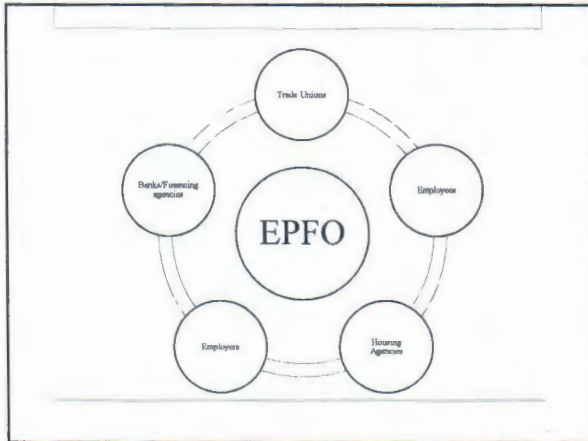 Trade Unions
Banks/Financing
agencies
Employees
EPFO
Employers
Housing
Agencies